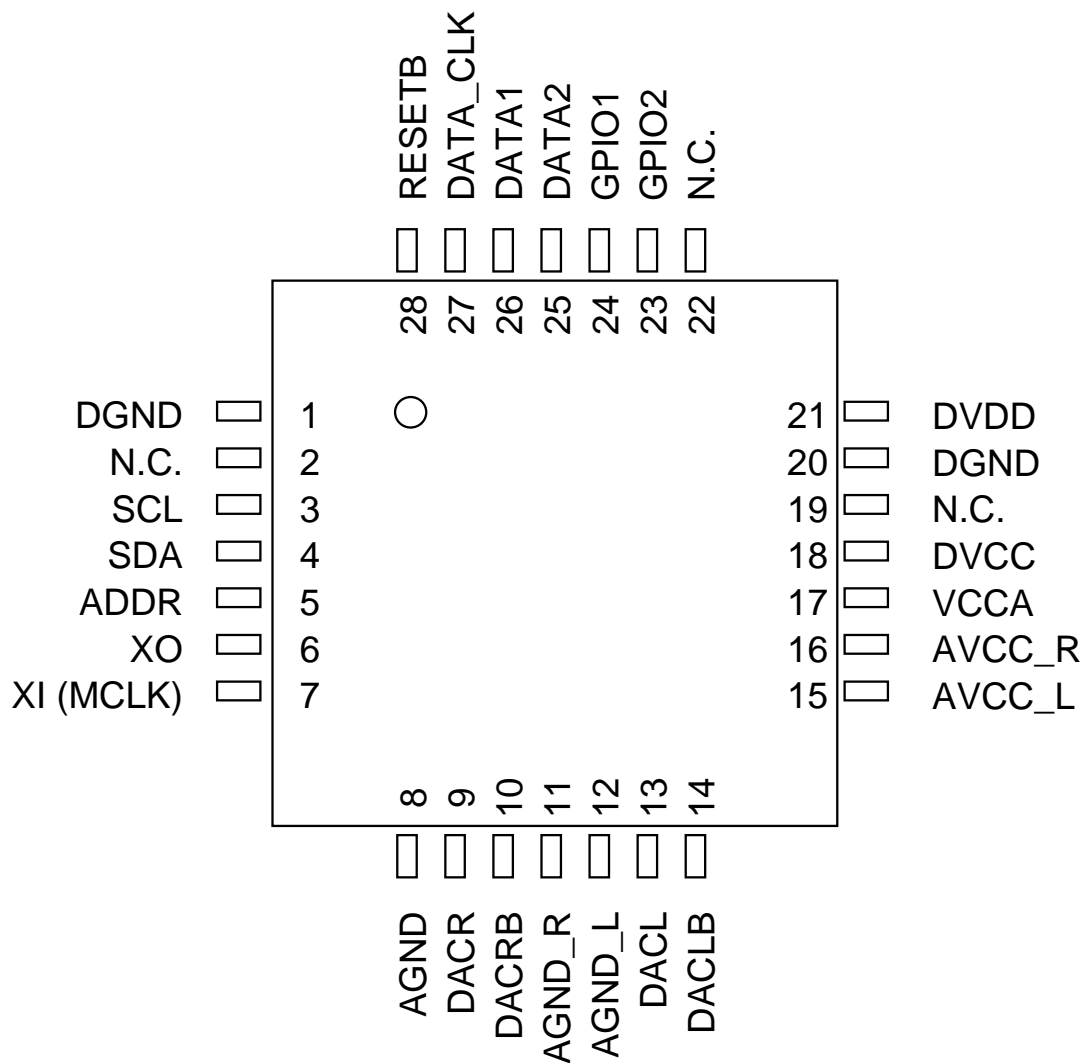 RESETB
DATA_CLK
DATA1
DATA2
GPIO1
GPIO2
N.C.
28
27
26
25
24
23
22
DGND 1
N.C. 2
SCL 3
SDA 4
ADDR 5
XO 6
XI (MCLK) 7
21 DVDD
20 DGND
19 N.C.
18 DVCC
17 VCCA
16 AVCC_R
15 AVCC_L
8
9
10
11
12
13
14
AGND
DACR
DACRB
AGND_R
AGND_L
DACL
DACLB